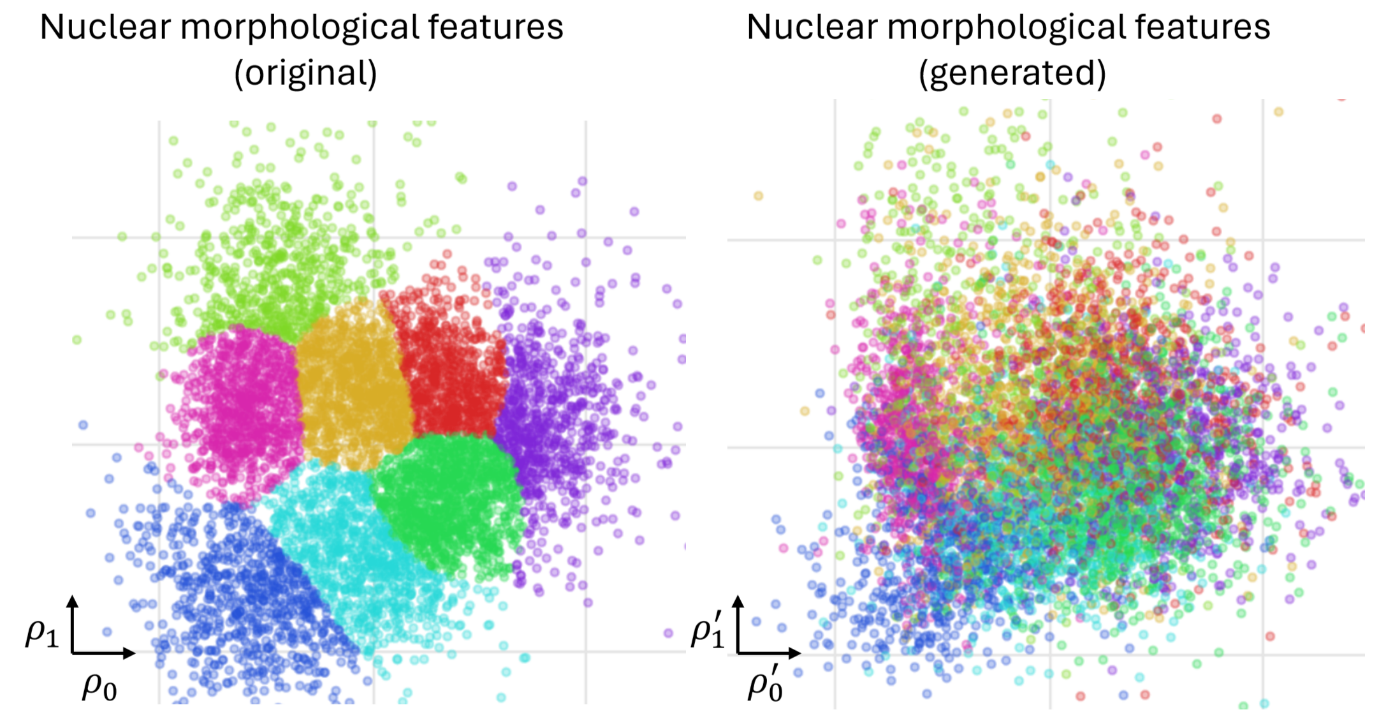 Nuclear morphological features
(original)
Nuclear morphological features
(generated)
ρ₁
ρ₀
ρ′₁
ρ′₀